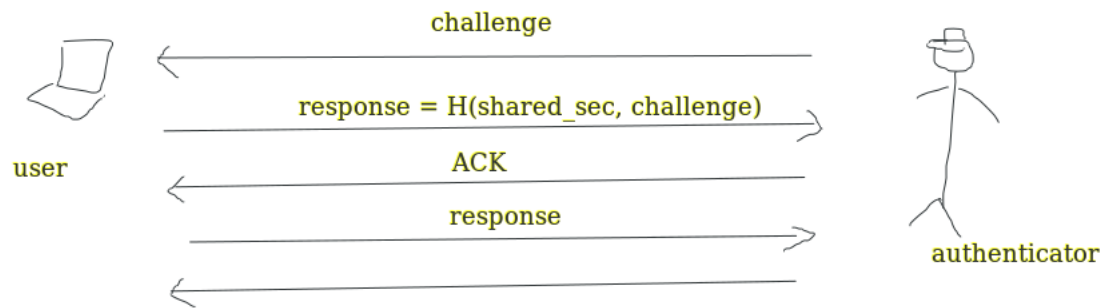 challenge
response = H(shared_sec, challenge)
user
ACK
response
authenticator